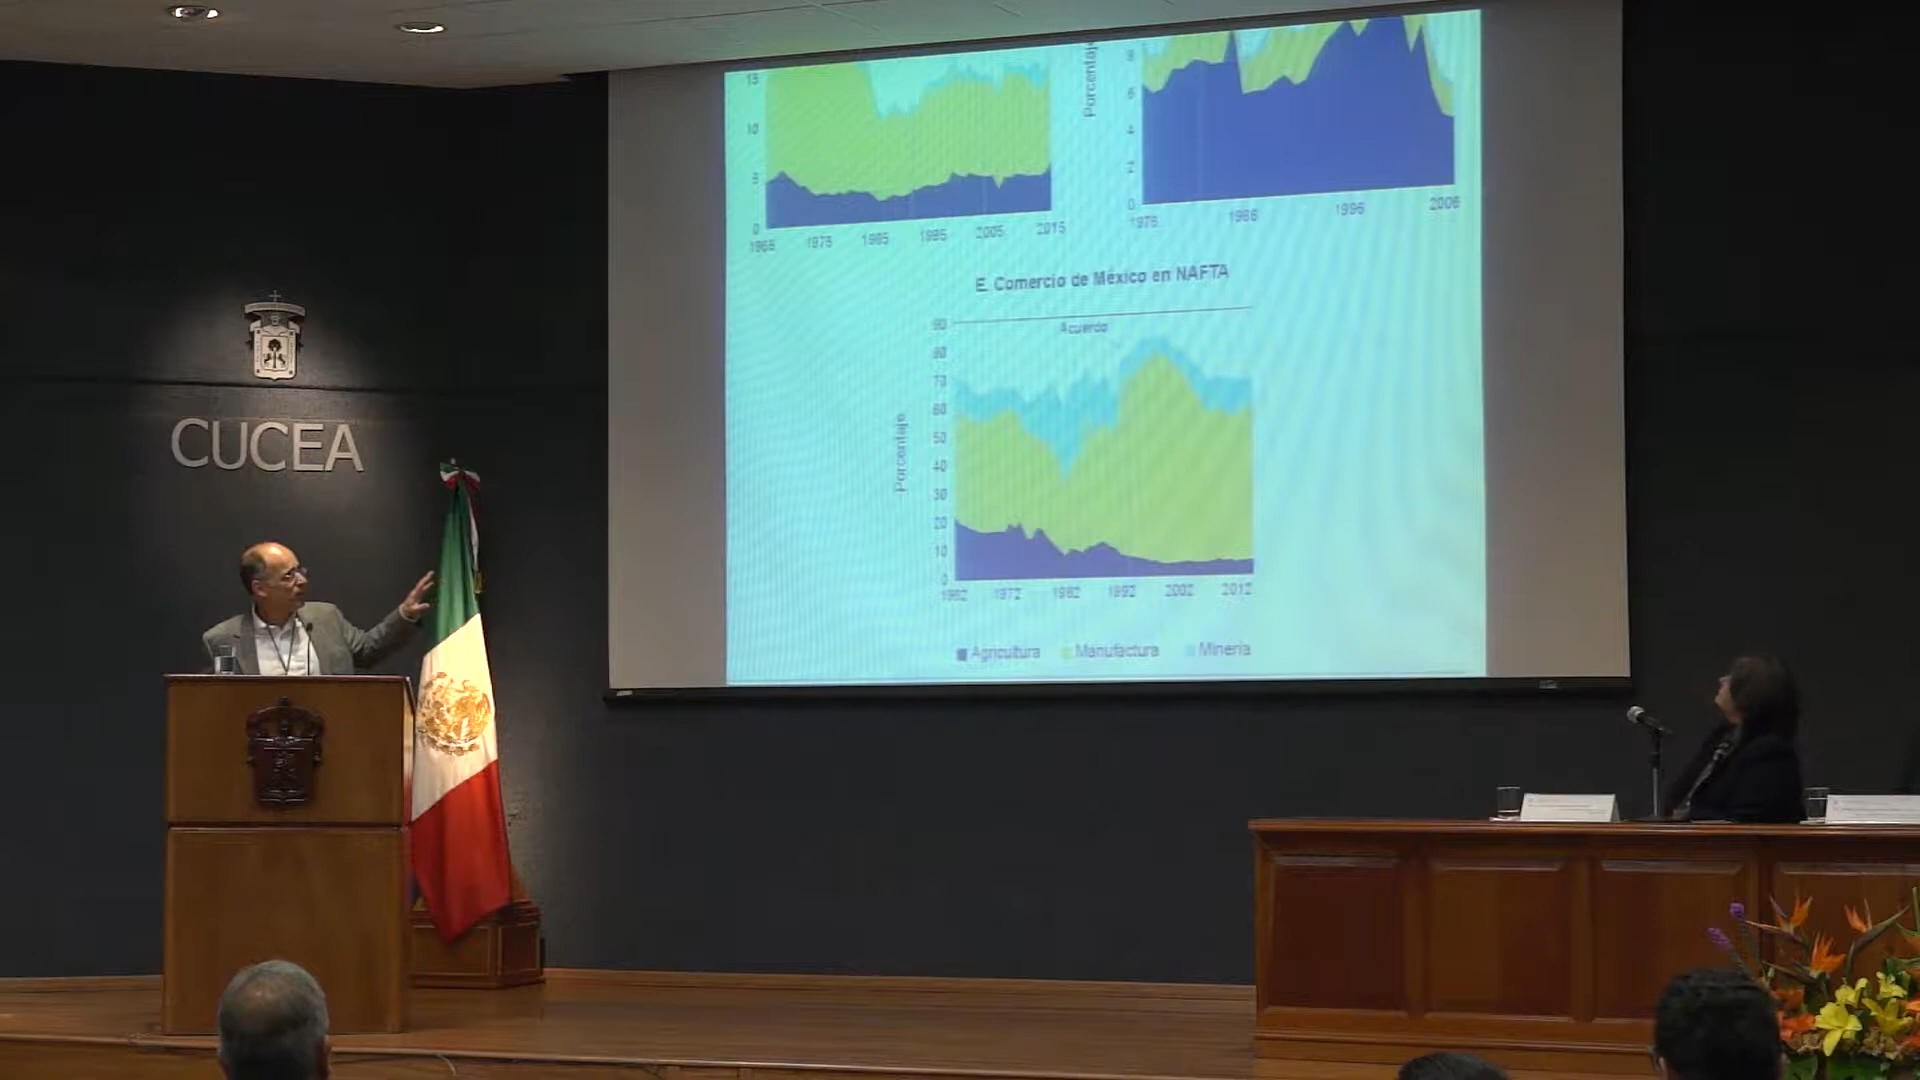 CUCEA
15
10
5
0
1965 1975 1985 1995 2005 2015
Porcentaje
8
6
4
2
0
1976 1986 1996 2006
E. Comercio de México en NAFTA
Acuerdo
Porcentaje
90
80
70
60
50
40
30
20
10
0
1962 1972 1982 1992 2002 2012
Agricultura Manufactura Minería